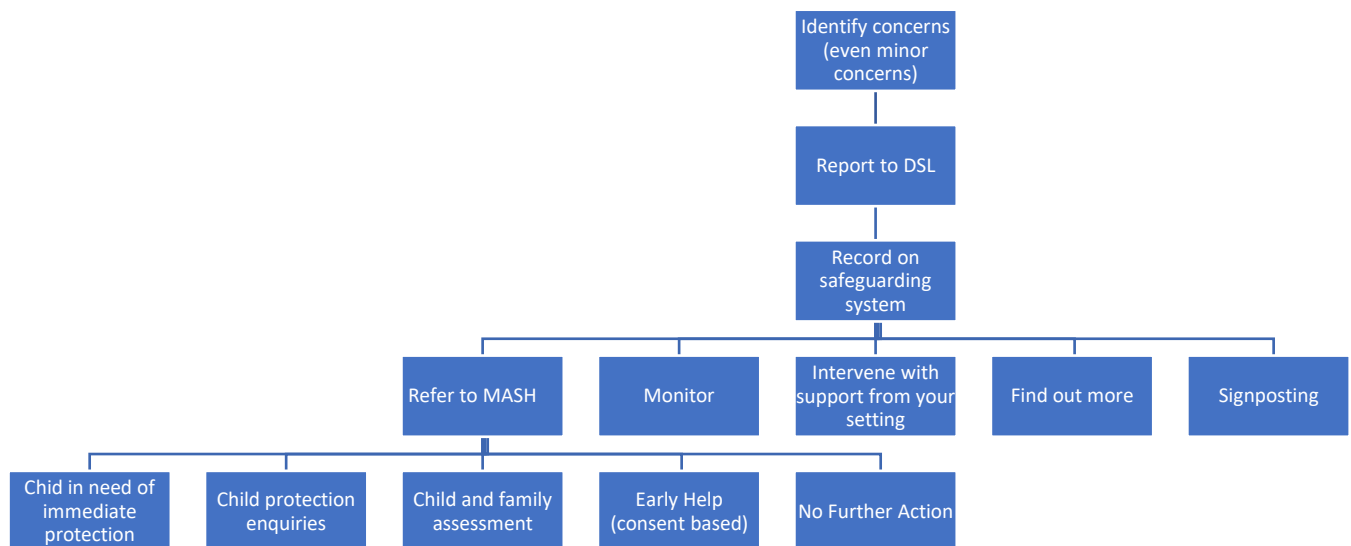 Identify concerns
(even minor
concerns)
Report to DSL
Record on
safeguarding
system
Refer to MASH
Monitor
Intervene with
support from your
setting
Find out more
Signposting
Chid in need of
immediate
protection
Child protection
enquiries
Child and family
assessment
Early Help
(consent based)
No Further Action